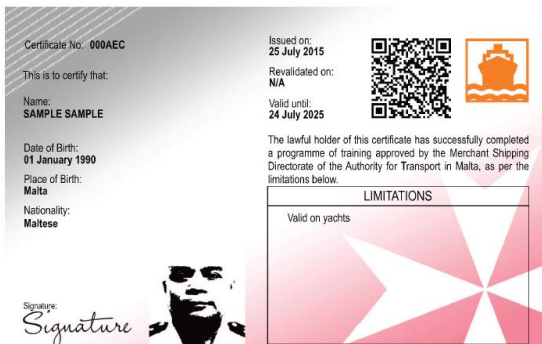 Certificate No: 000AEC
This is to certify that:
Name:
SAMPLE SAMPLE
Date of Birth:
01 January 1990
Place of Birth:
Malta
Nationality:
Maltese
Signature:
Signature
Issued on:
25 July 2015
Revalidated on:
N/A
Valid until:
24 July 2025
The lawful holder of this certificate has successfully completed
a programme of training approved by the Merchant Shipping
Directorate of the Authority for Transport in Malta, as per the
limitations below.
LIMITATIONS
Valid on yachts